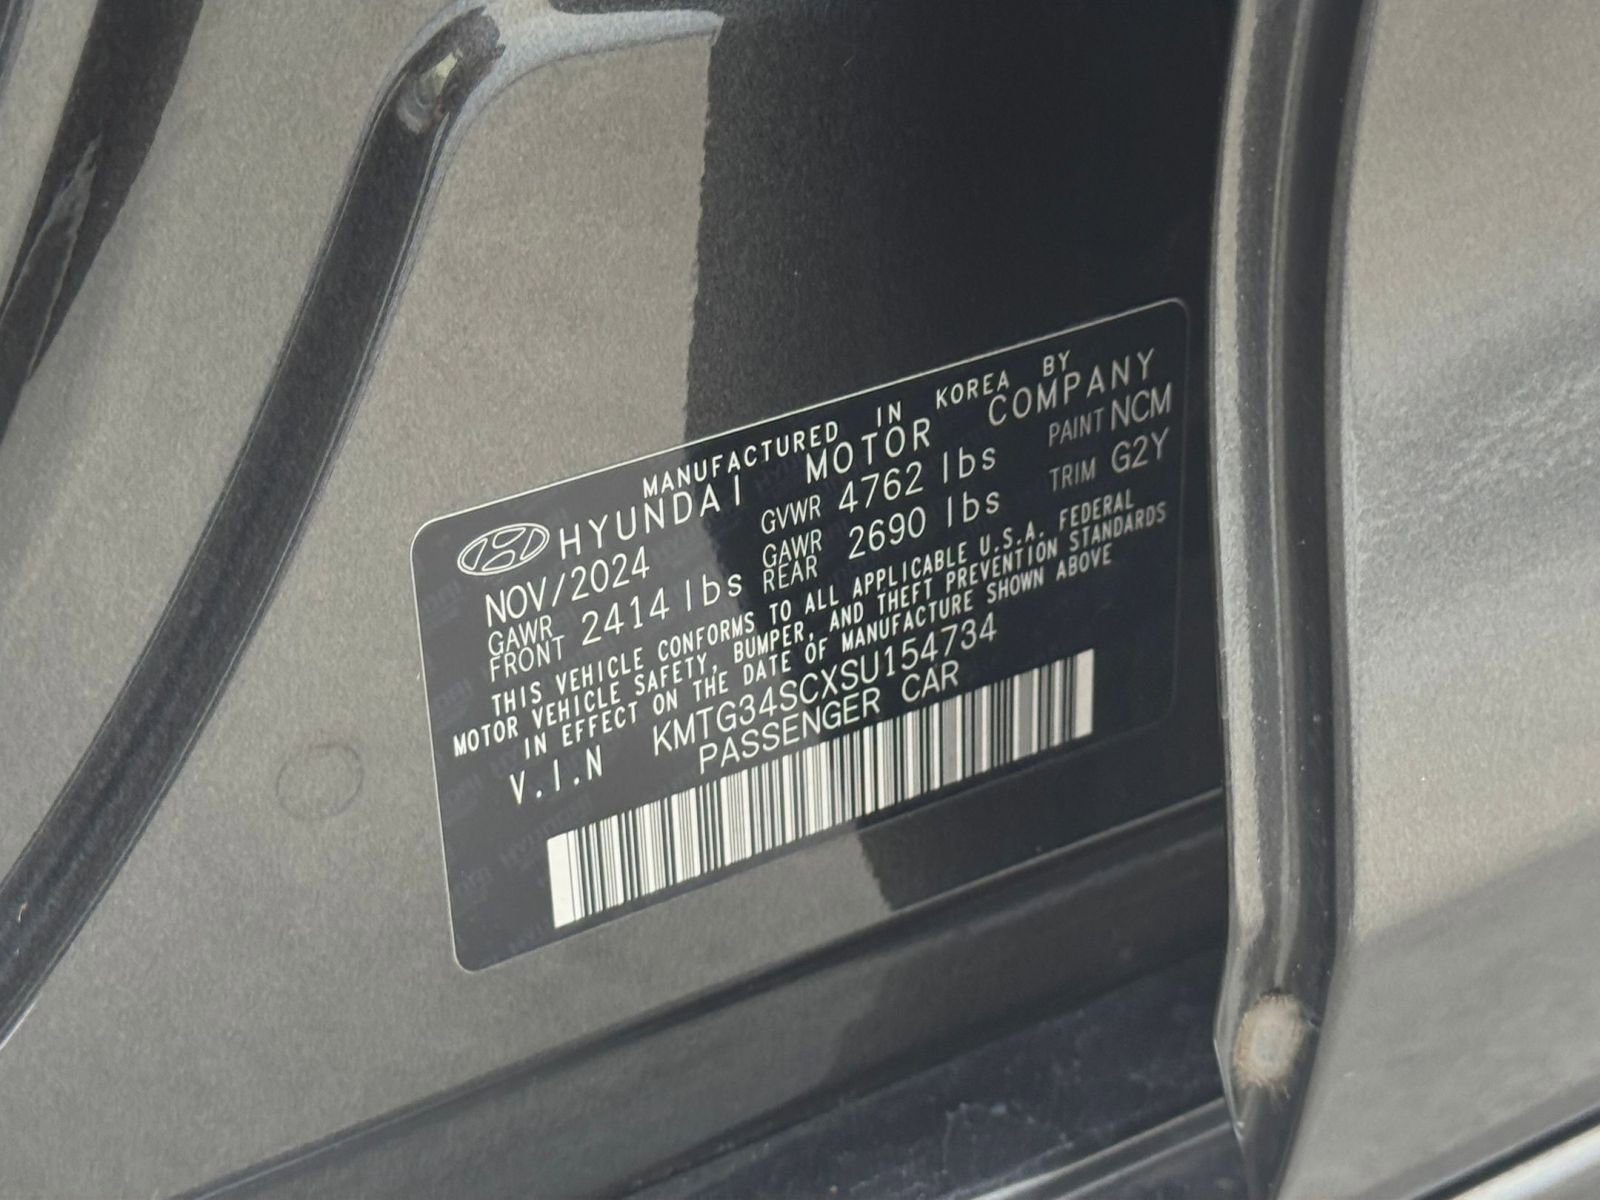 MANUFACTURED IN KOREA BY
HYUNDAI MOTOR COMPANY
NOV/2024 GVWR 4762 lbs PAINT NCM
GAWR FRONT 2414 lbs GAWR REAR 2690 lbs TRIM G2Y
THIS VEHICLE CONFORMS TO ALL APPLICABLE U.S.A. FEDERAL
MOTOR VEHICLE SAFETY, BUMPER, AND THEFT PREVENTION STANDARDS
IN EFFECT ON THE DATE OF MANUFACTURE SHOWN ABOVE
V.I.N KMTG34SCXSU154734
PASSENGER CAR